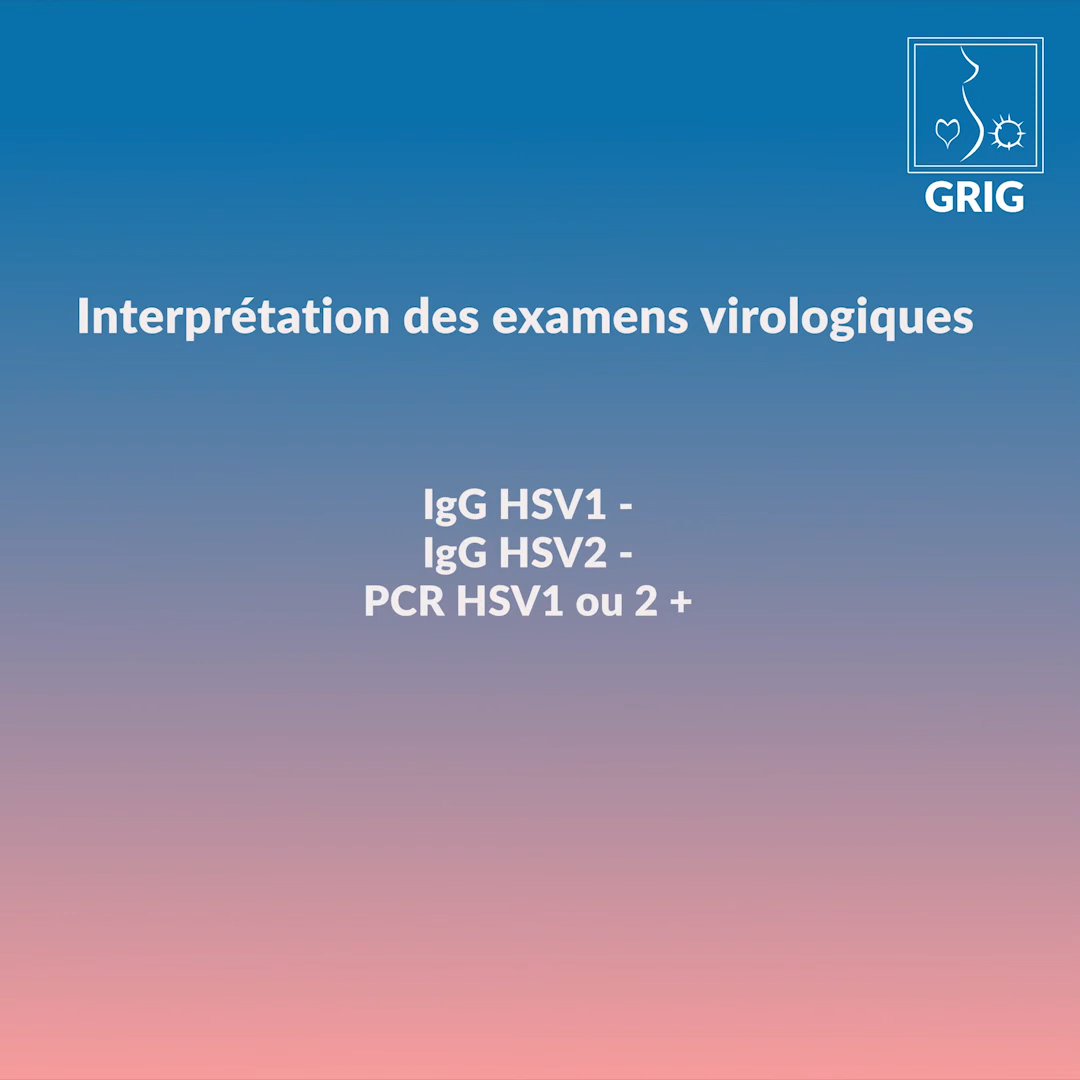 GRIG
Interprétation des examens virologiques
IgG HSV1 -
IgG HSV2 -
PCR HSV1 ou 2 +